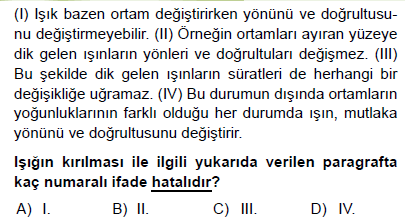 (I) Işık bazen ortam değiştirirken yönünü ve doğrultusu-
nu değiştirmeyebilir. (II) Örneğin ortamları ayıran yüzeye
dik gelen ışınların yönleri ve doğrultuları değişmez. (III)
Bu şekilde dik gelen ışınların süratleri de herhangi bir
değişikliğe uğramaz. (IV) Bu durumun dışında ortamların
yoğunluklarının farklı olduğu her durumda ışın, mutlaka
yönünü ve doğrultusunu değiştirir.
Işığın kırılması ile ilgili yukarıda verilen paragrafta
kaç numaralı ifade hatalıdır?
A) I. B) II. C) III. D) IV.